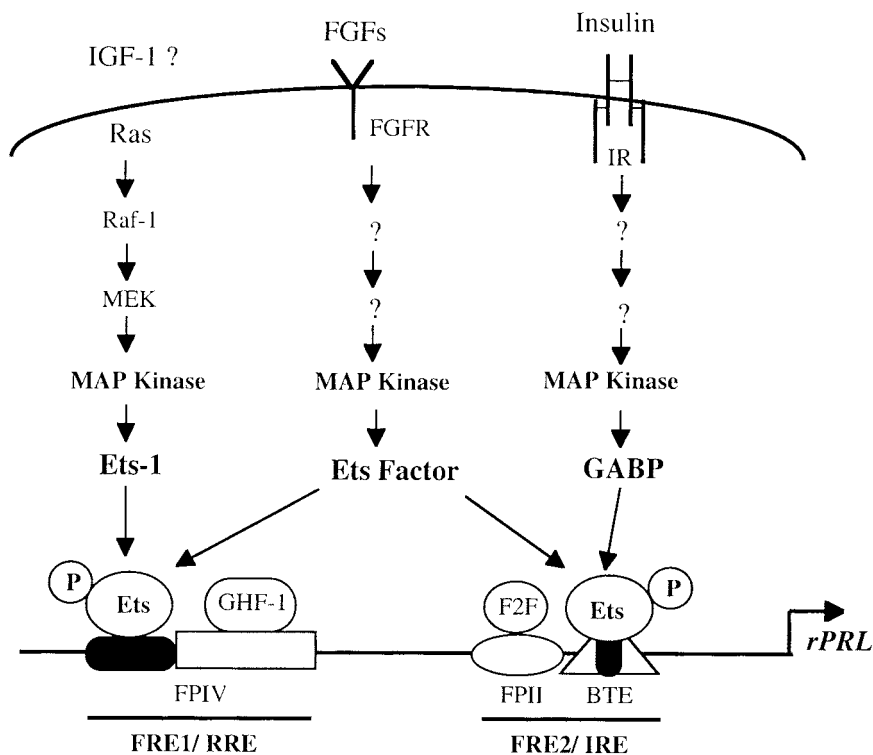 IGF-1 ?
FGFs
Insulin
Ras
FGFR
IR
Raf-1
?
?
MEK
?
?
MAP Kinase
MAP Kinase
MAP Kinase
Ets-1
Ets Factor
GABP
P
Ets
GHF-1
F2F
Ets
P
rPRL
FPIV
FPII
BTE
FRE1/ RRE
FRE2/ IRE